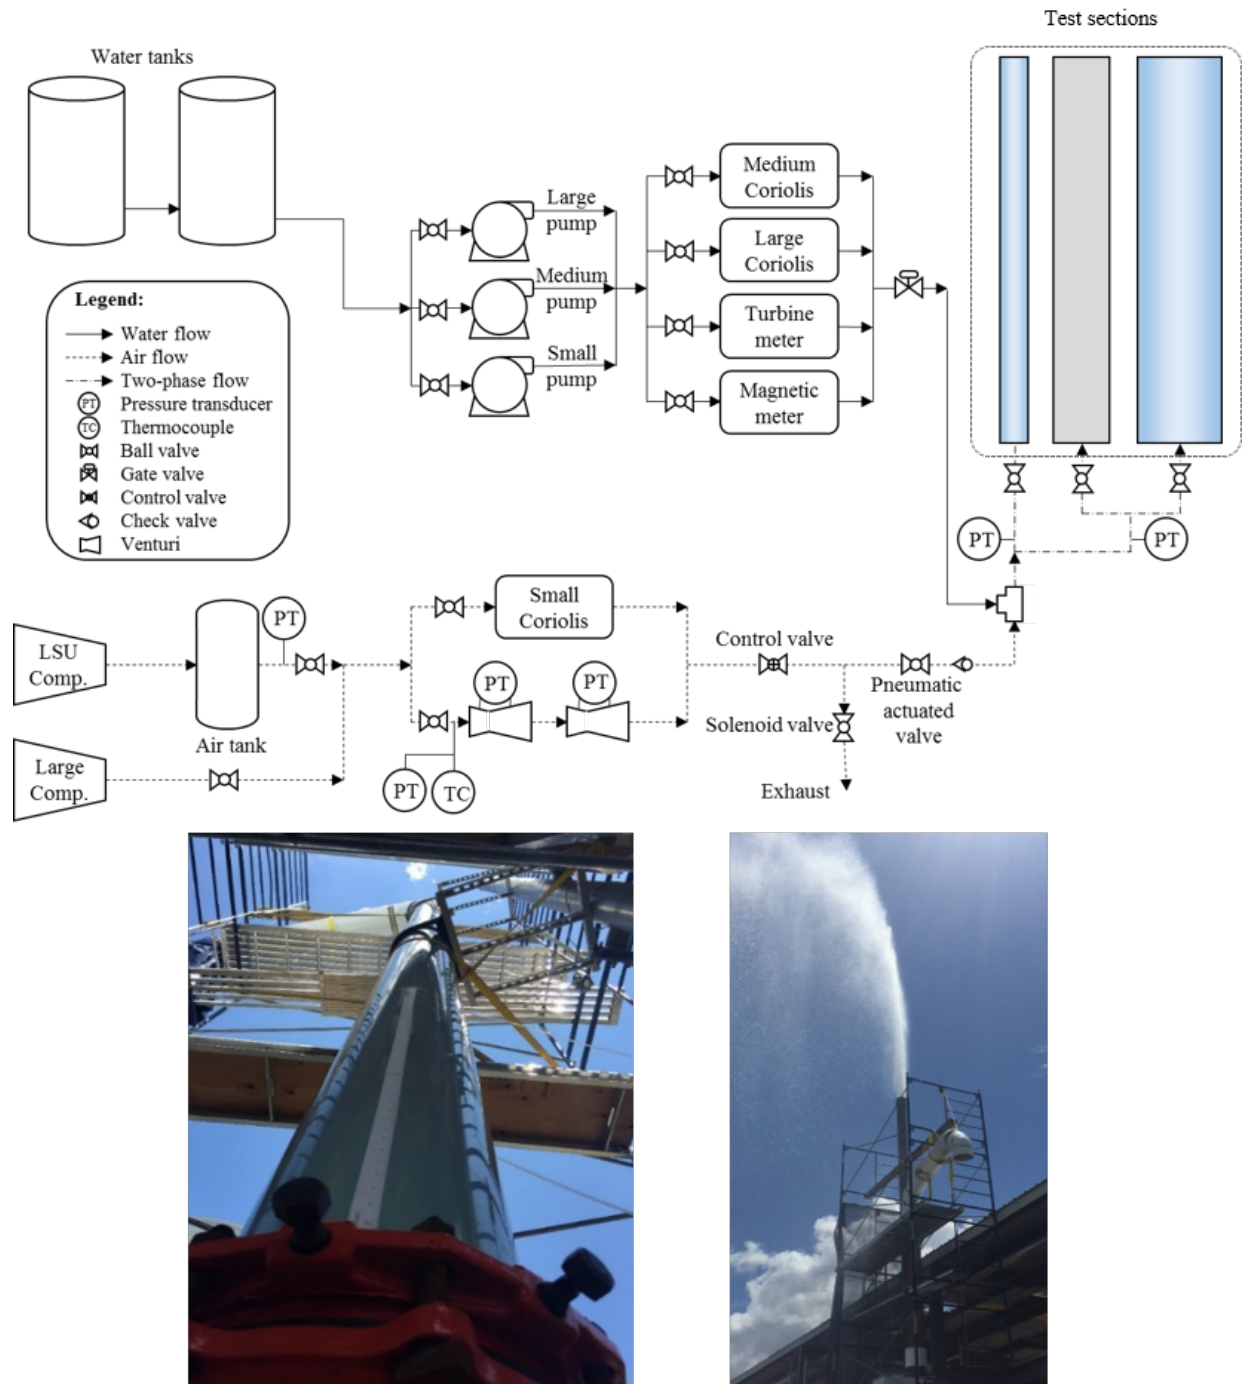 Test sections
Water tanks
Large
pump
Medium
pump
Small
pump
Medium
Coriolis
Large
Coriolis
Turbine
meter
Magnetic
meter
Legend:
Water flow
Air flow
Two-phase flow
PT Pressure transducer
TC Thermocouple
Ball valve
Gate valve
Control valve
Check valve
Venturi
PT
PT
LSU
Comp.
Air tank
PT
Large
Comp.
Small
Coriolis
PT
PT
PT
TC
Control valve
Solenoid valve
Exhaust
Pneumatic
actuated
valve